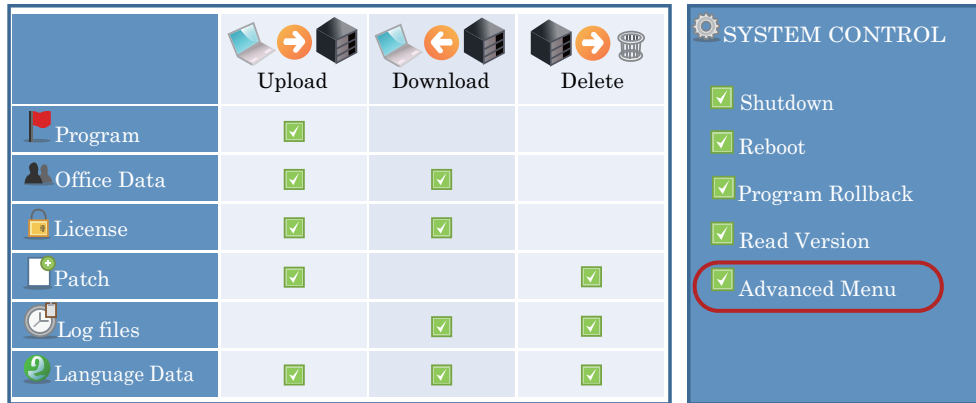 Upload Download Delete
Program
Office Data
License
Patch
Log files
Language Data
SYSTEM CONTROL
Shutdown
Reboot
Program Rollback
Read Version
Advanced Menu